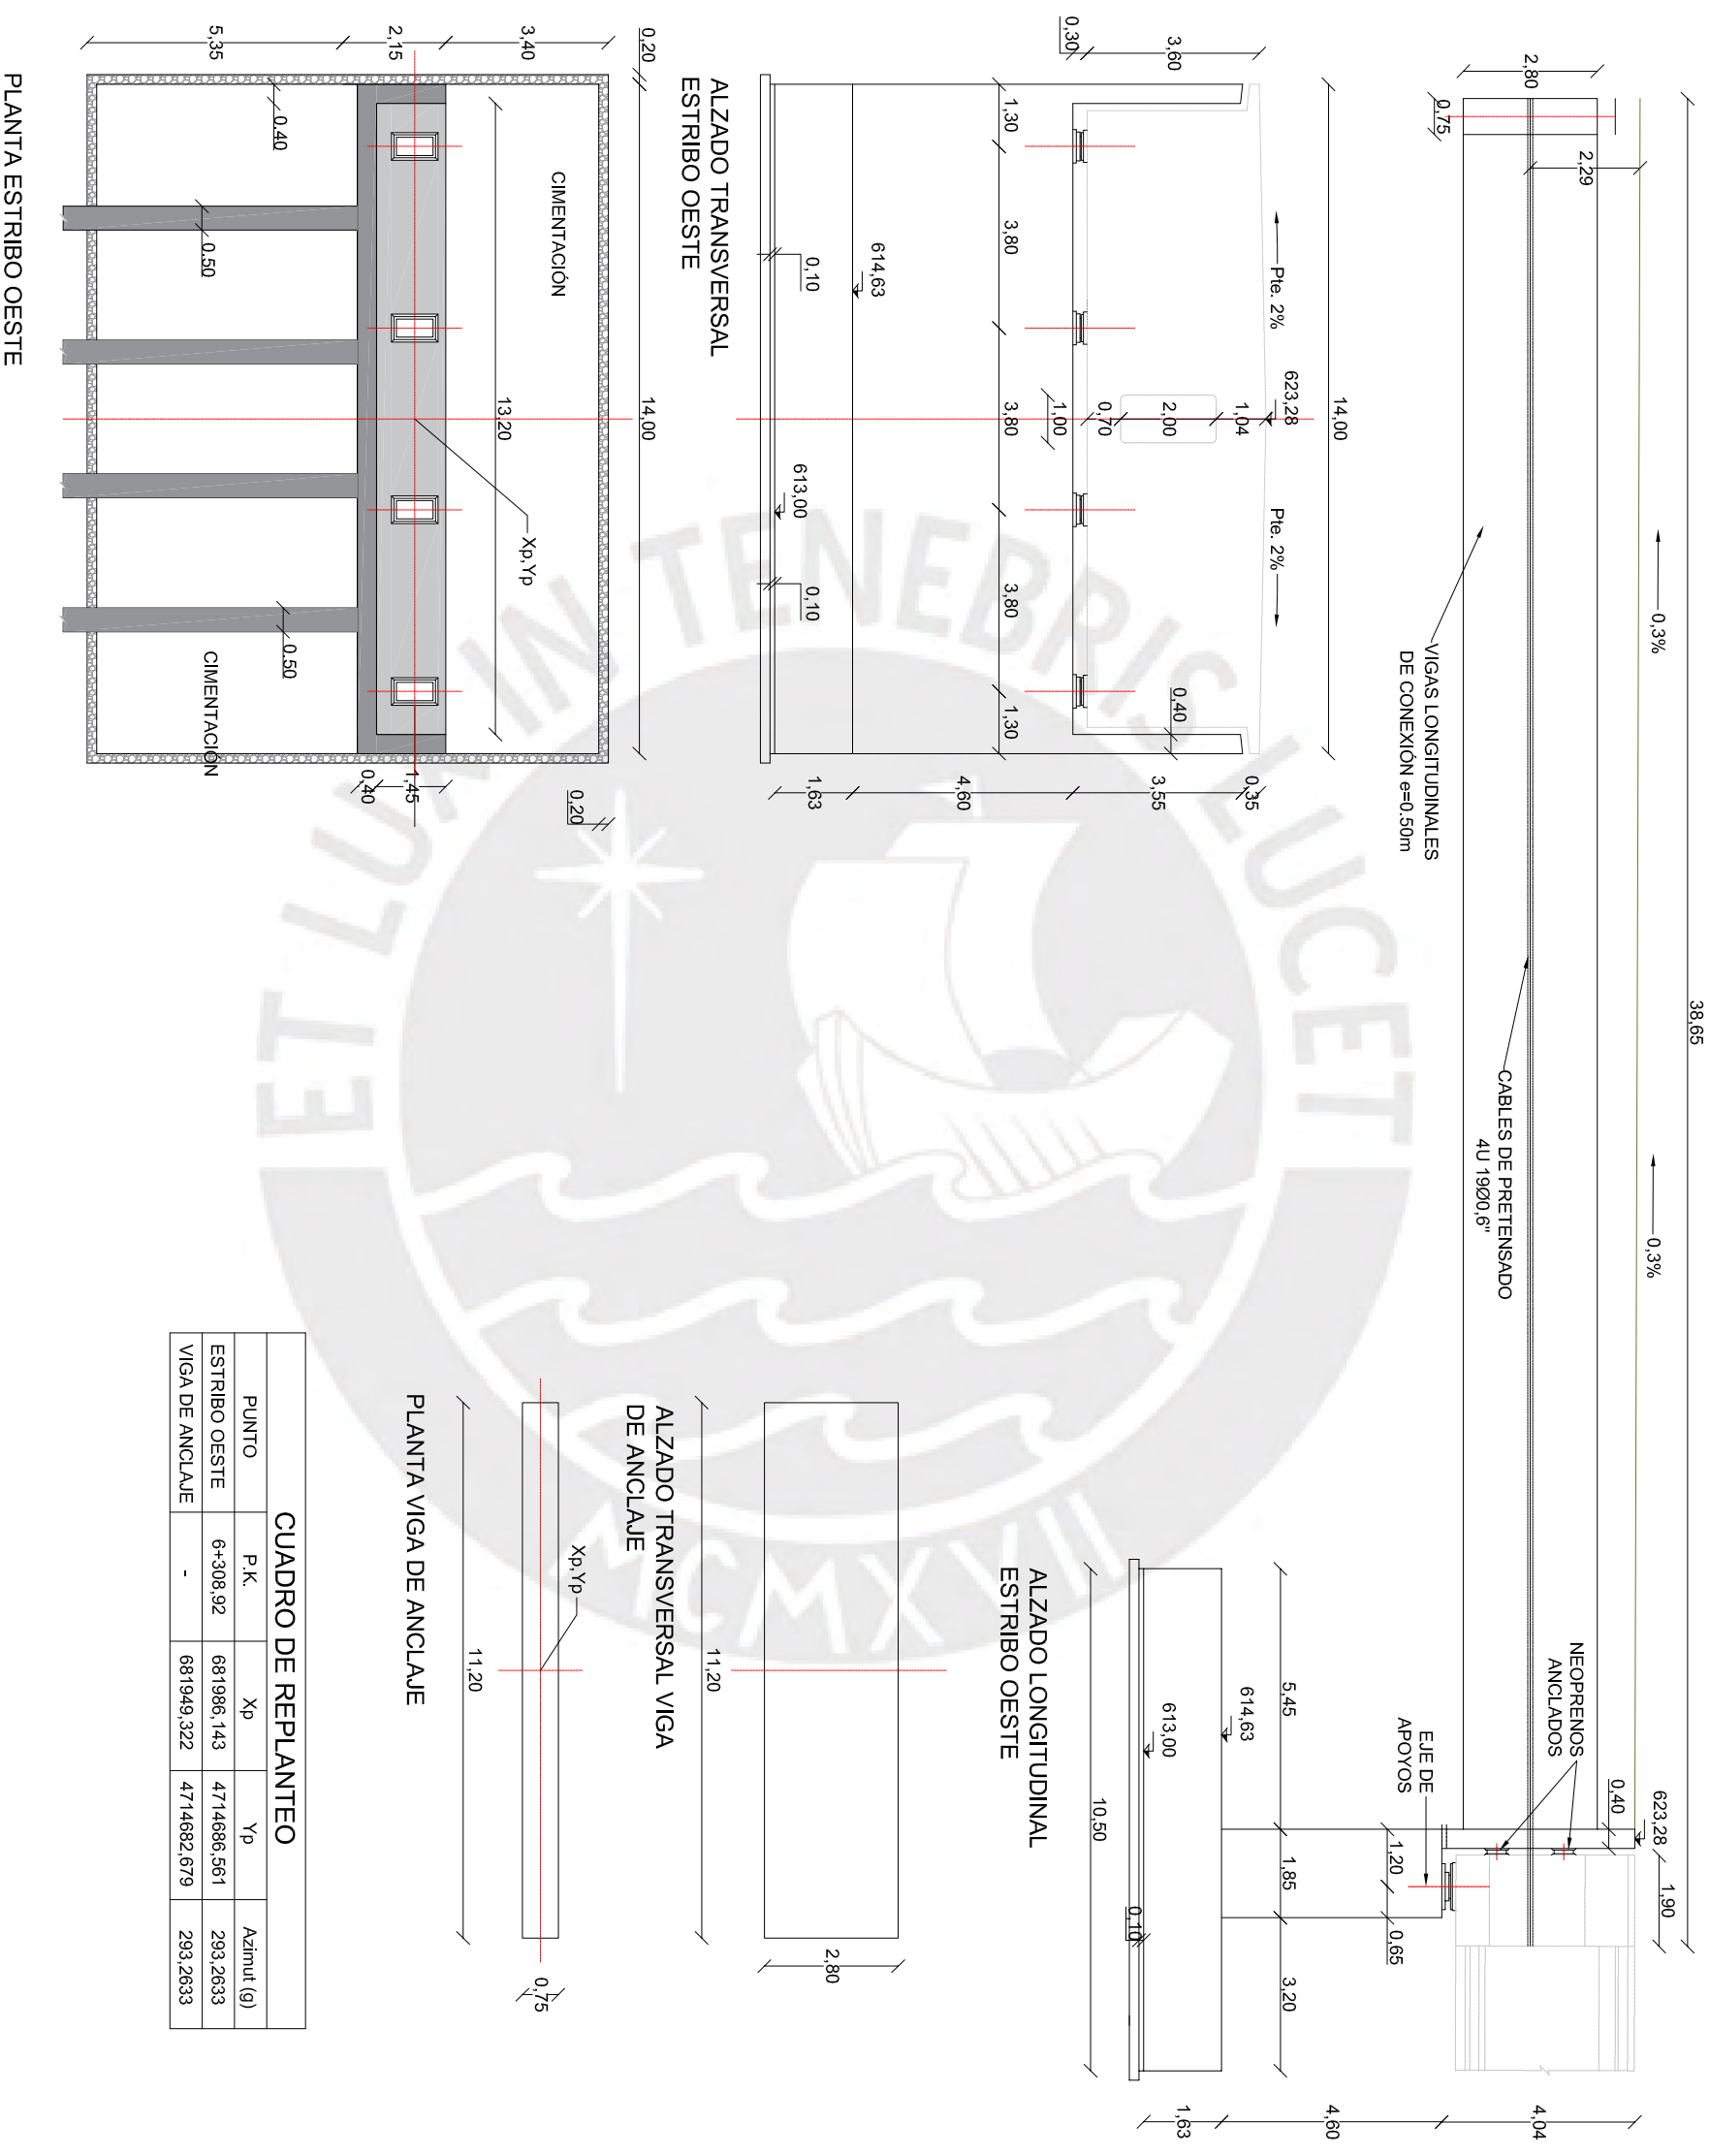 38,65
0,3%
0,3%
2,80
0,75
2,29
VIGAS LONGITUDINALES
DE CONEXIÓN e=0.50m
CABLES DE PRETENSADO
4U 19Ø0,6"
NEOPRENOS
ANCLADOS
EJE DE
APOYOS
0,40
623,28
1,90
4,04
4,60
1,63
1,20
0,65
5,45
1,85
3,20
614,63
613,00
10,50
0,10
ALZADO LONGITUDINAL
ESTRIBO OESTE
14,00
3,60
0,30
Pte. 2%
623,28
Pte. 2%
1,04
2,00
0,70
1,00
1,30
3,80
3,80
3,80
1,30
0,40
0,35
3,55
4,60
1,63
614,63
0,10
613,00
0,10
ALZADO TRANSVERSAL
ESTRIBO OESTE
11,20
2,80
ALZADO TRANSVERSAL VIGA
DE ANCLAJE
Xp,Yp
0,75
11,20
PLANTA VIGA DE ANCLAJE
0,20
14,00
3,40
2,15
5,35
CIMENTACIÓN
13,20
Xp,Yp
0,20
1,45
0,40
0.40
0.50
0.50
CIMENTACIÓN
PLANTA ESTRIBO OESTE
CUADRO DE REPLANTEO
PUNTO P.K. Xp Yp Azimut (g)
ESTRIBO OESTE 6+308,92 681986,143 4714686,561 293,2633
VIGA DE ANCLAJE - 681949,322 4714682,679 293,2633
ET LUX IN TENEBRIS LUCET
MCMXVII